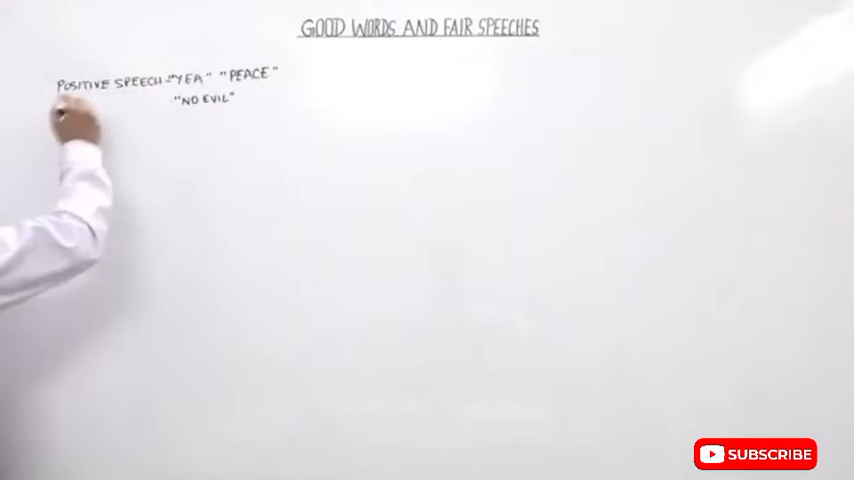 GOOD WORDS AND FAIR SPEECHES
POSITIVE SPEECH - "YEA" "PEACE"
"NO EVIL"
SUBSCRIBE